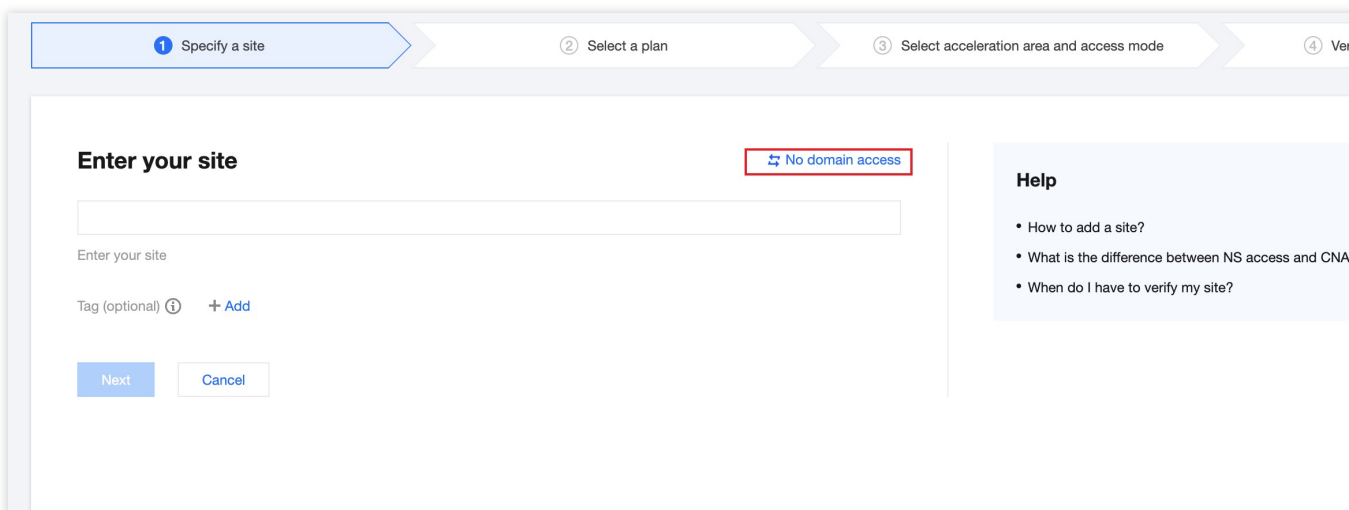 1 Specify a site
2 Select a plan
3 Select acceleration area and access mode
4
Enter your site
No domain access
Enter your site
Tag (optional)
+ Add
Next
Cancel
Help
• How to add a site?
• What is the difference between NS access and
• When do I have to verify my site?